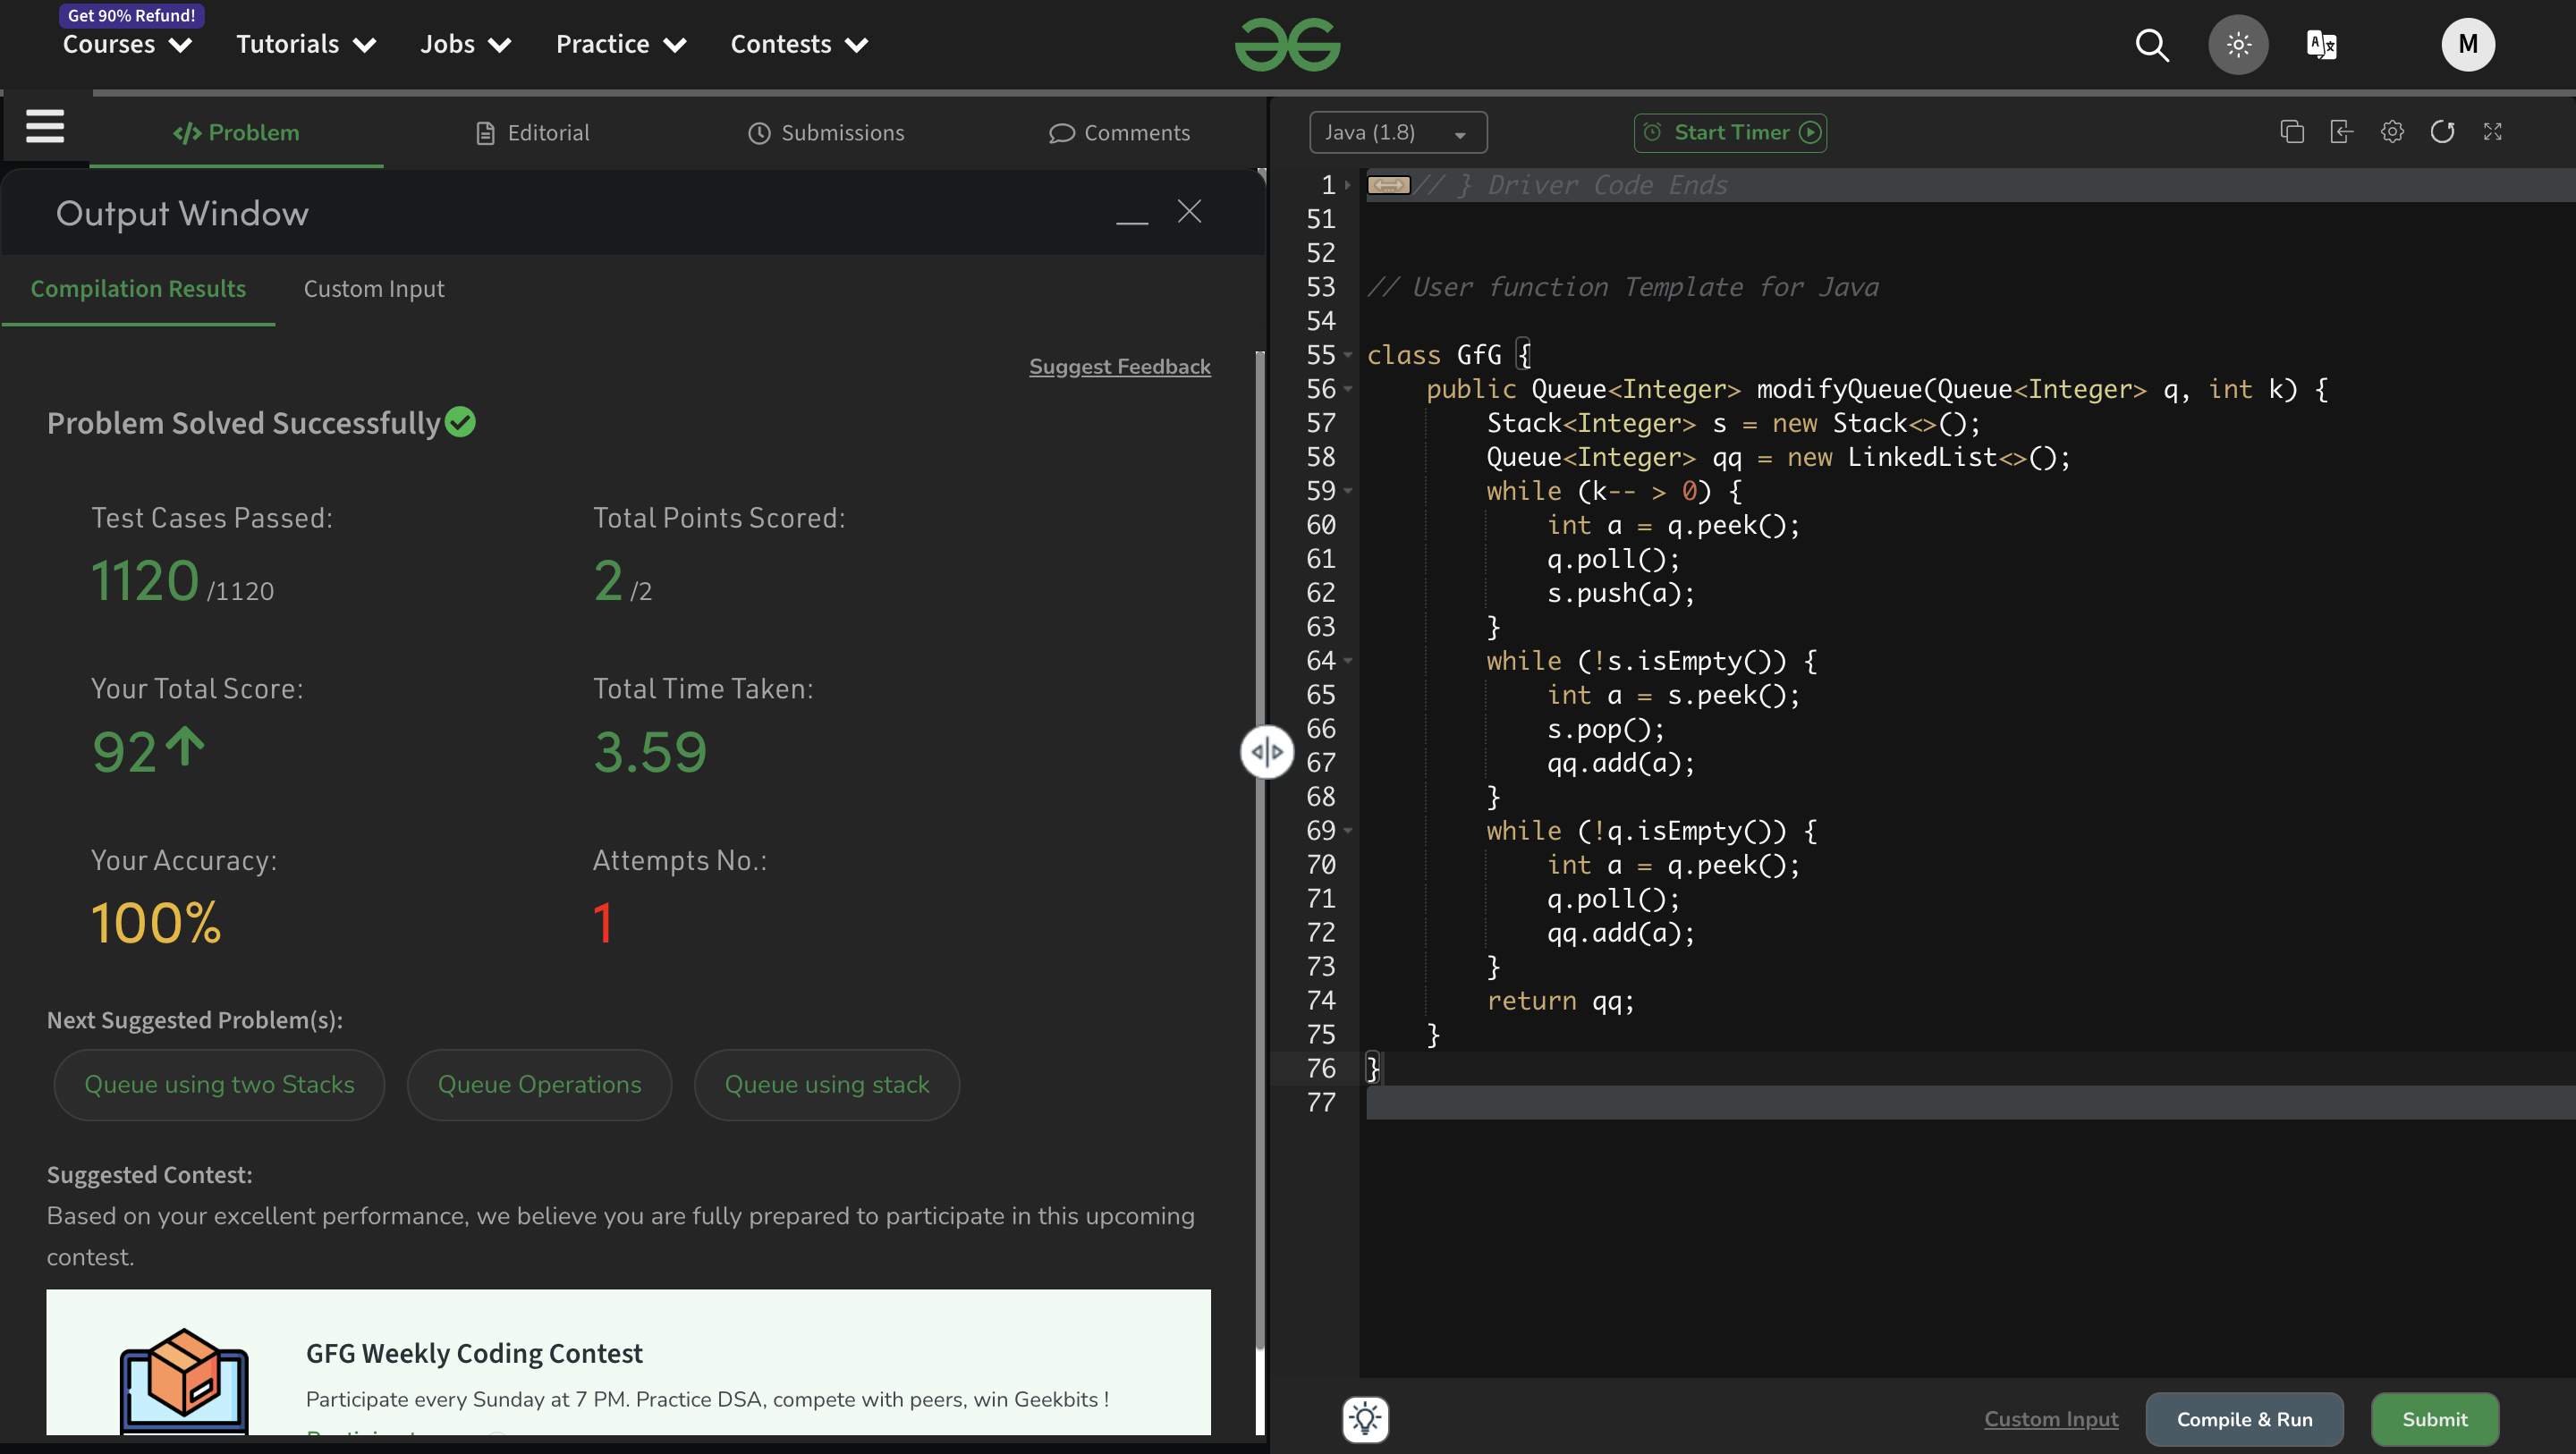 Get 90% Refund!
Courses
Tutorials
Jobs
Practice
Contests
M
Problem
Editorial
Submissions
Comments
Output Window
Compilation Results
Custom Input
Suggest Feedback
Problem Solved Successfully
Test Cases Passed:
1120 /1120
Total Points Scored:
2 /2
Your Total Score:
92
Total Time Taken:
3.59
Your Accuracy:
100%
Attempts No.:
1
Next Suggested Problem(s):
Queue using two Stacks
Queue Operations
Queue using stack
Suggested Contest:
Based on your excellent performance, we believe you are fully prepared to participate in this upcoming
contest.
GFG Weekly Coding Contest
Participate every Sunday at 7 PM. Practice DSA, compete with peers, win Geekbits !
Java (1.8)
Start Timer
1 // } Driver Code Ends
51
52
53 // User function Template for Java
54
55 class GfG {
56     public Queue<Integer> modifyQueue(Queue<Integer> q, int k) {
57         Stack<Integer> s = new Stack<>();
58         Queue<Integer> qq = new LinkedList<>();
59         while (k-- > 0) {
60             int a = q.peek();
61             q.poll();
62             s.push(a);
63         }
64         while (!s.isEmpty()) {
65             int a = s.peek();
66             s.pop();
67             qq.add(a);
68         }
69         while (!q.isEmpty()) {
70             int a = q.peek();
71             q.poll();
72             qq.add(a);
73         }
74         return qq;
75     }
76 }
77
Custom Input
Compile & Run
Submit